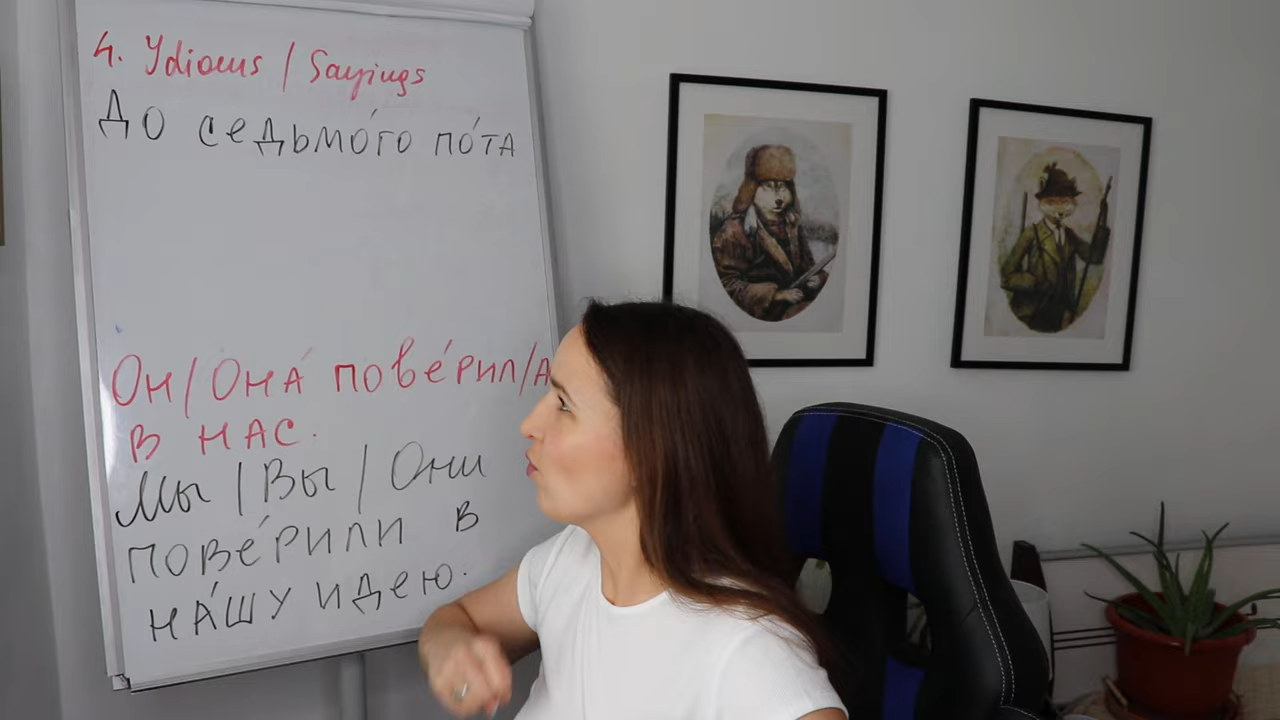 4. Ydioms / Sayings
До седьмо́го по́та
Он/Она́ пове́рил/а
в нас.
Мы / Вы / Они
пове́рили в
на́шу идею.